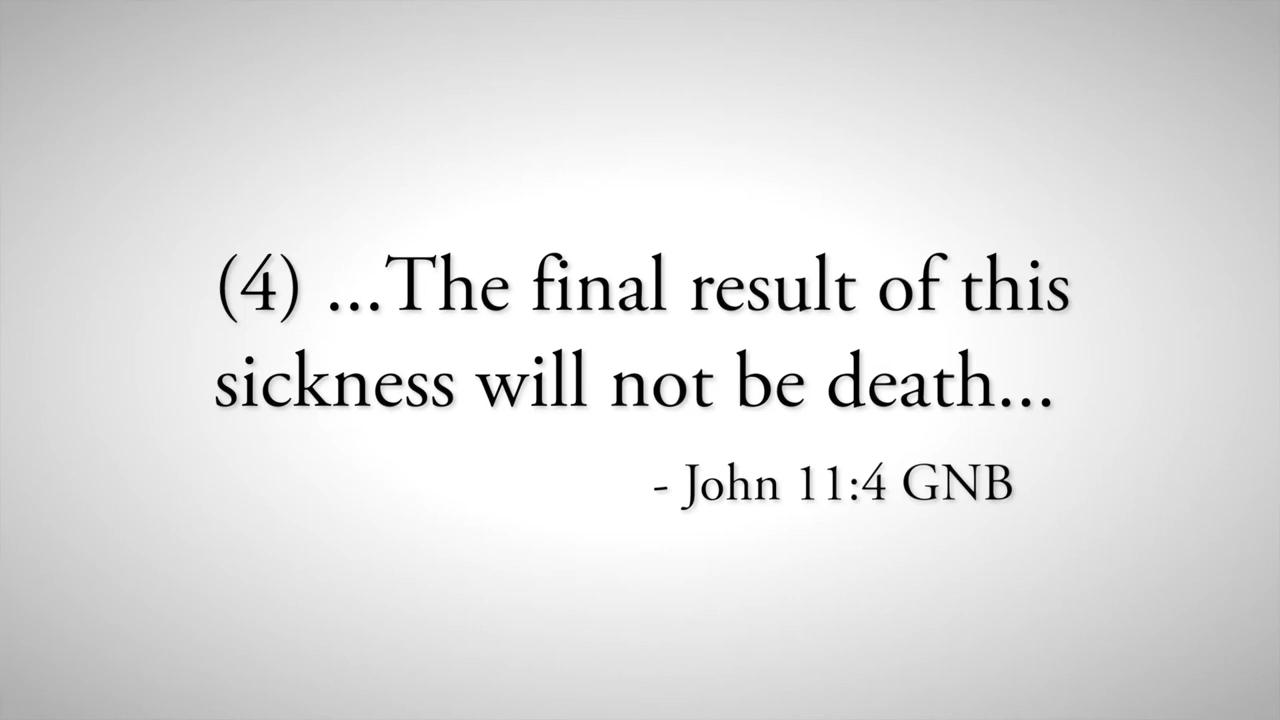 (4) ...The final result of this
sickness will not be death...
- John 11:4 GNB